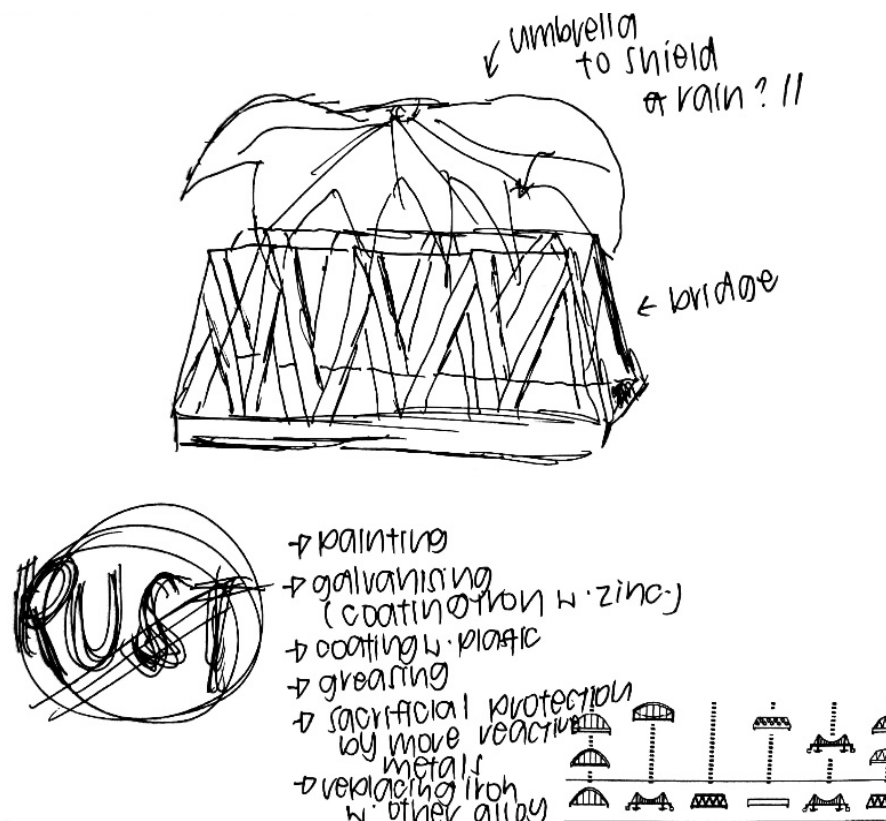 umbrella
to shield
rain?!!
← bridge
RUST
→ painting
→ galvanising
(coating iron w. zinc.)
→ coating w. plastic
→ greasing
→ sacrificial protection
by more reactive
metals
→ replacing iron
w. other alloy